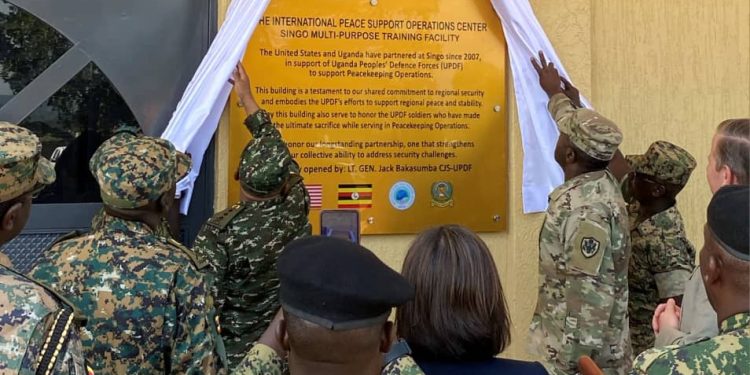 THE INTERNATIONAL PEACE SUPPORT OPERATIONS CENTER
SINGO MULTI-PURPOSE TRAINING FACILITY
The United States and Uganda have partnered at Singo since 2007,
in support of Uganda Peoples' Defence Forces (UPDF)
to support Peacekeeping Operations.
This building is a testament to our shared commitment to regional security
and embodies the UPDF's efforts to support regional peace and stability.
this building also serve to honor the UPDF soldiers who have made
the ultimate sacrifice while serving in Peacekeeping Operations.
honor our outstanding partnership, one that strengthens
our collective ability to address security challenges.
opened by: LT. GEN. Jack Bakasumba CJS-UPDF